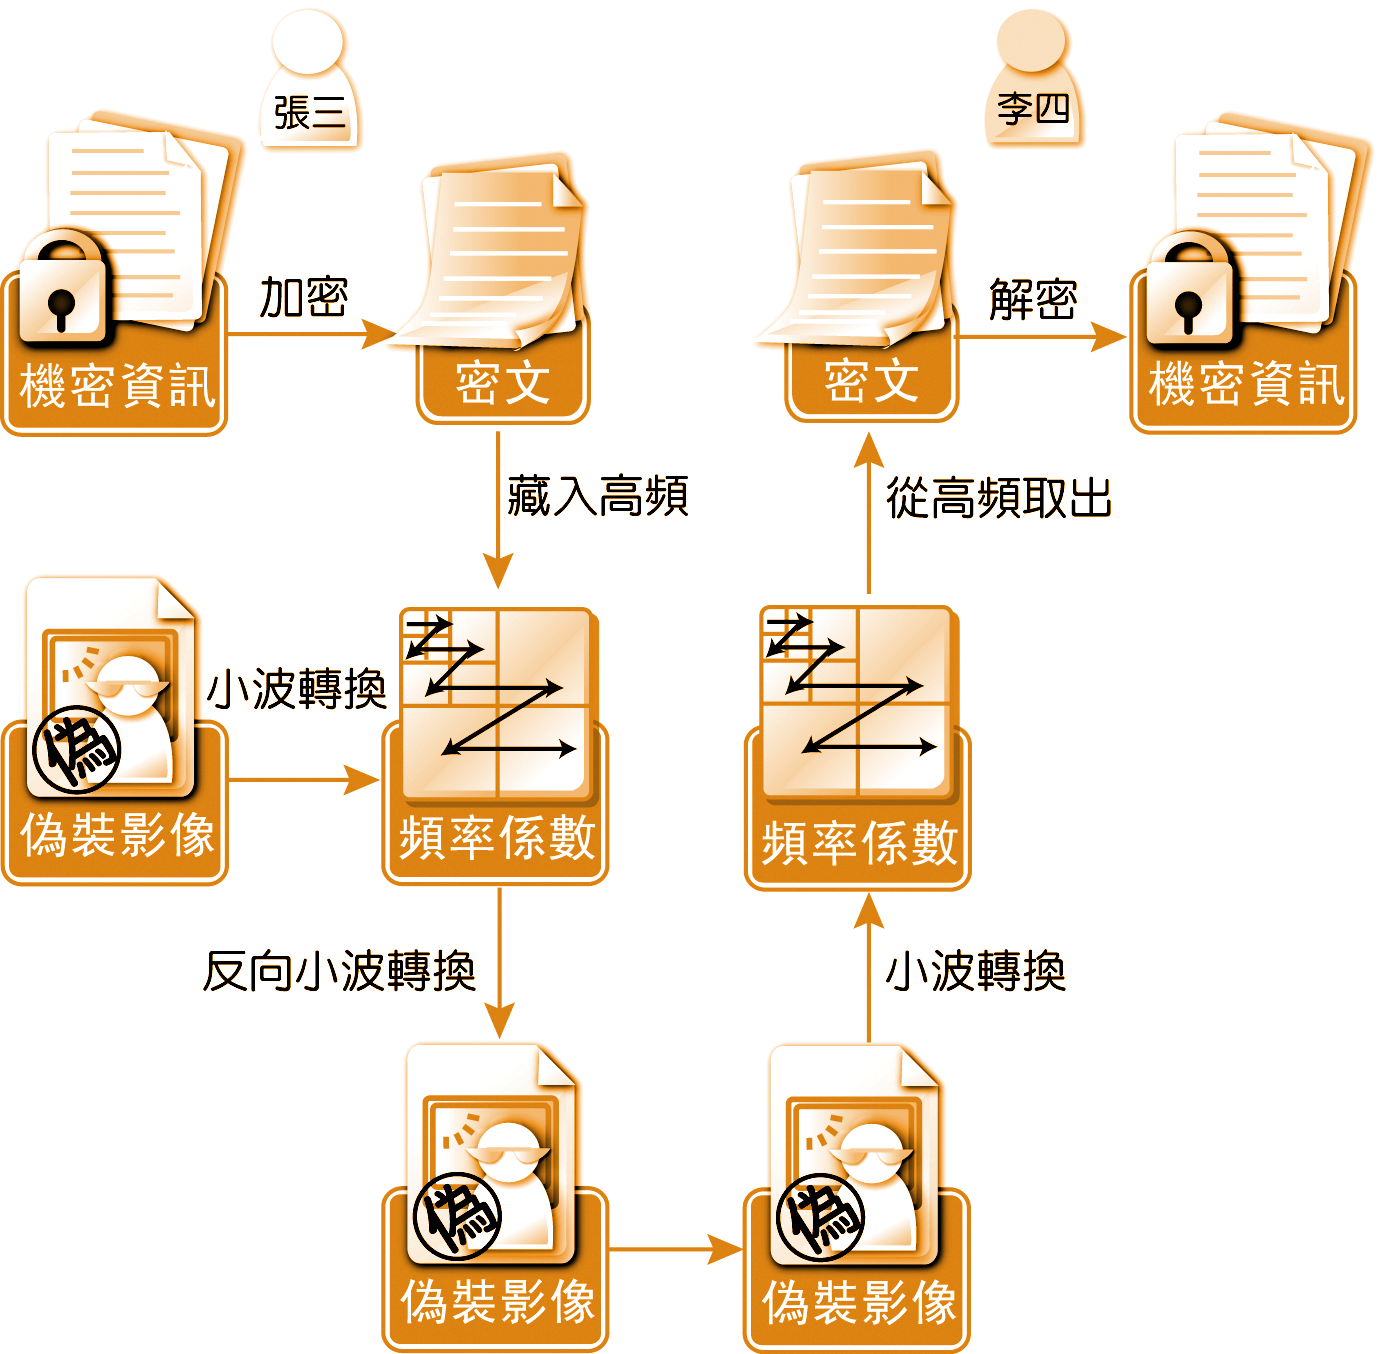 張三
李四
加密
解密
機密資訊
密文
密文
機密資訊
藏入高頻
從高頻取出
小波轉換
偽
偽裝影像
頻率係數
頻率係數
反向小波轉換
小波轉換
偽
偽
偽裝影像
偽裝影像